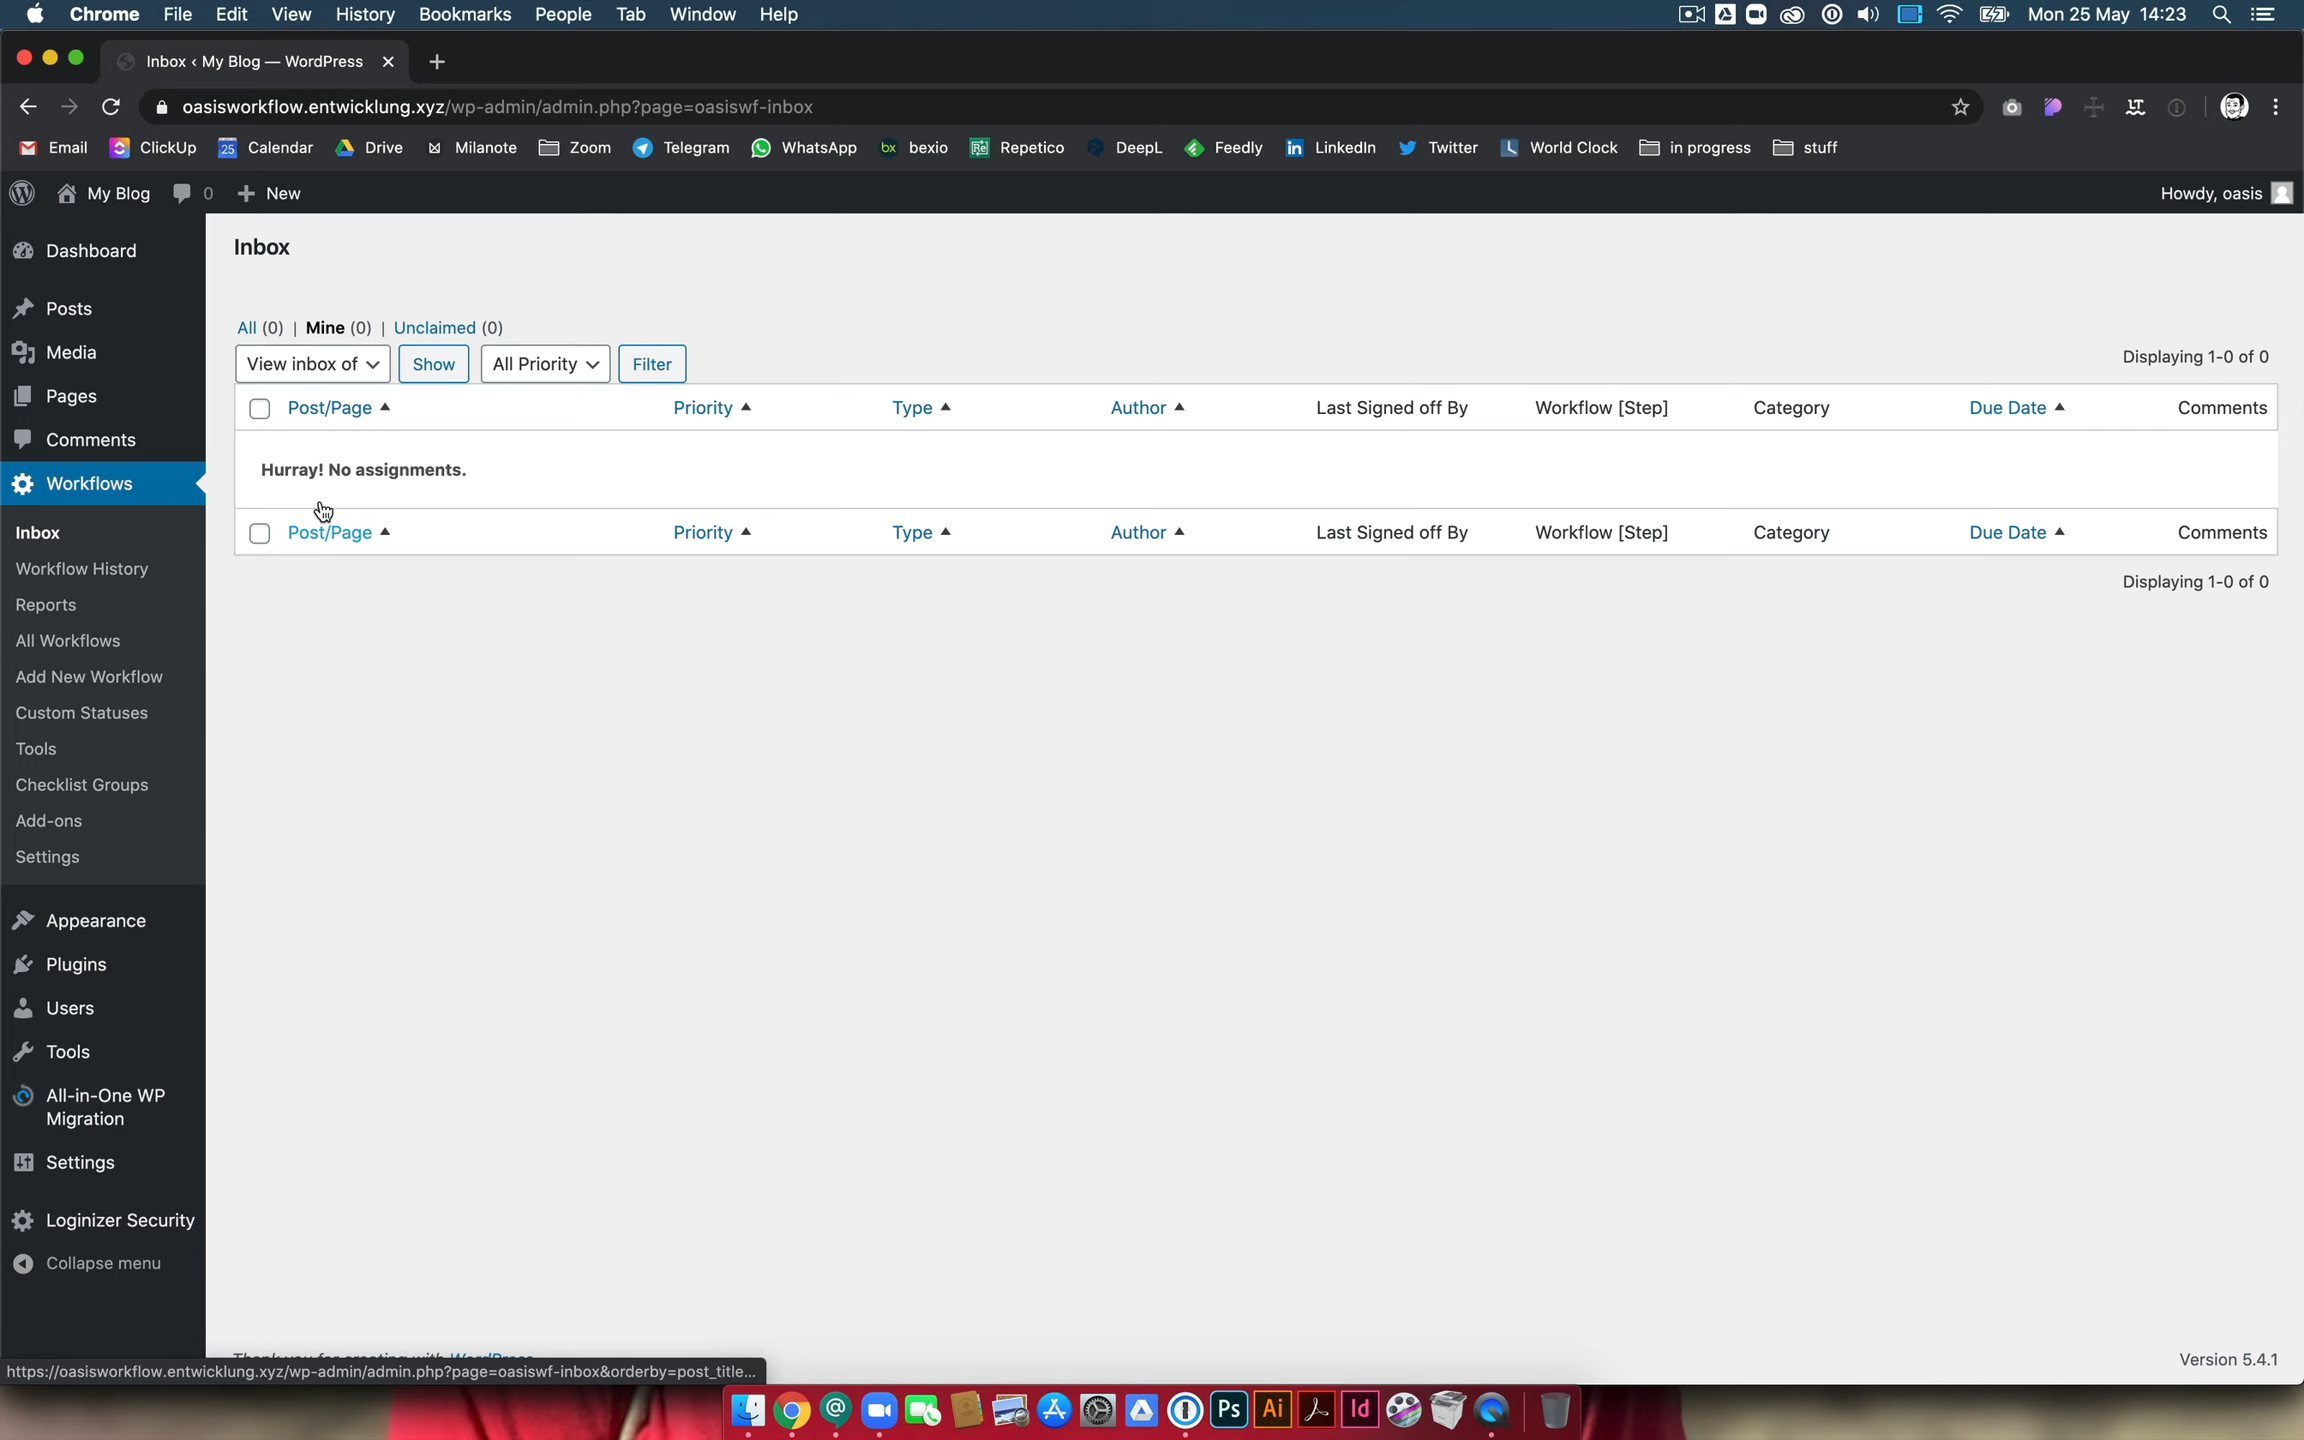 Chrome File Edit View History Bookmarks People Tab Window Help Mon 25 May 14:23
Inbox ‹ My Blog — WordPress
oasisworkflow.entwicklung.xyz/wp-admin/admin.php?page=oasiswf-inbox
Email ClickUp 25 Calendar Drive Milanote Zoom Telegram WhatsApp bx bexio Re Repetico DeepL Feedly in LinkedIn Twitter World Clock in progress stuff
My Blog 0 New Howdy, oasis
Dashboard
Posts
Media
Pages
Comments
Workflows
Inbox
Workflow History
Reports
All Workflows
Add New Workflow
Custom Statuses
Tools
Checklist Groups
Add-ons
Settings
Appearance
Plugins
Users
Tools
All-in-One WP
Migration
Settings
Loginizer Security
Collapse menu
Inbox
All (0) | Mine (0) | Unclaimed (0)
View inbox of Show All Priority Filter Displaying 1-0 of 0
Post/Page Priority Type Author Last Signed off By Workflow [Step] Category Due Date Comments
Hurray! No assignments.
Post/Page Priority Type Author Last Signed off By Workflow [Step] Category Due Date Comments
Displaying 1-0 of 0
Version 5.4.1
https://oasisworkflow.entwicklung.xyz/wp-admin/admin.php?page=oasiswf-inbox&orderby=post_title...
Ps Ai Id